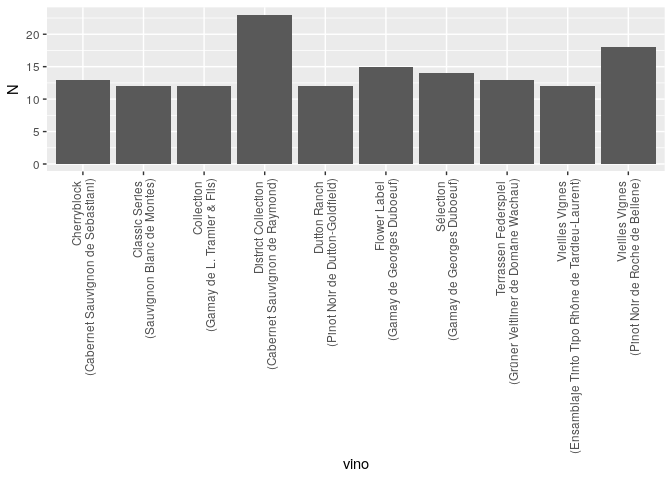 N
20
15
10
5
0
Cherryblock
(Cabernet Sauvignon de Sebastiani)
Classic Series
(Sauvignon Blanc de Montes)
Collection
(Gamay de L. Tramier & Fils)
District Collection
(Cabernet Sauvignon de Raymond)
Dutton Ranch
(Pinot Noir de Dutton-Goldfield)
Flower Label
(Gamay de Georges Duboeuf)
Sélection
(Gamay de Georges Duboeuf)
Terrassen Federspiel
(Grüner Veltliner de Domäne Wachau)
Vieilles Vignes
(Ensamblaje Tinto Tipo Rhône de Tardieu-Laurent)
Vieilles Vignes
(Pinot Noir de Roche de Bellene)
vino